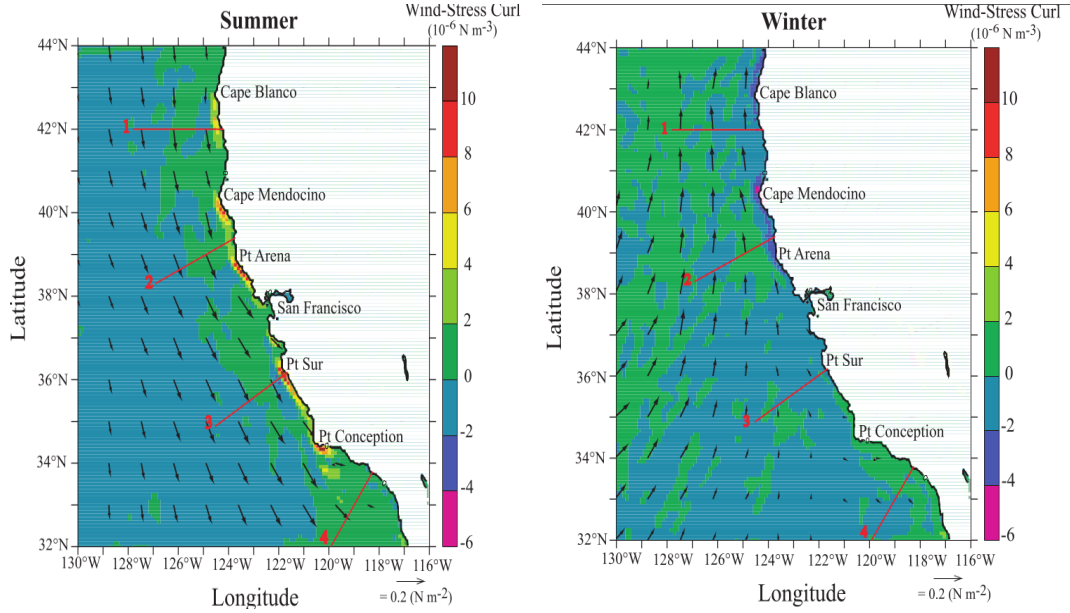 Summer
Wind-Stress Curl
(10-6 N m-3)
44°N
42°N
40°N
38°N
36°N
34°N
32°N
Latitude
Cape Blanco
1
Cape Mendocino
Pt Arena
2
San Francisco
Pt Sur
3
Pt Conception
4
10
8
6
4
2
0
-2
-4
-6
130°W 128°W 126°W 124°W 122°W 120°W 118°W 116°W
Longitude
= 0.2 (N m-2)
Winter
Wind-Stress Curl
(10-6 N m-3)
44°N
42°N
40°N
38°N
36°N
34°N
32°N
Latitude
Cape Blanco
1
Cape Mendocino
Pt Arena
2
San Francisco
Pt Sur
3
Pt Conception
4
10
8
6
4
2
0
-2
-4
-6
130°W 128°W 126°W 124°W 122°W 120°W 118°W 116°W
Longitude
= 0.2 (N m-2)